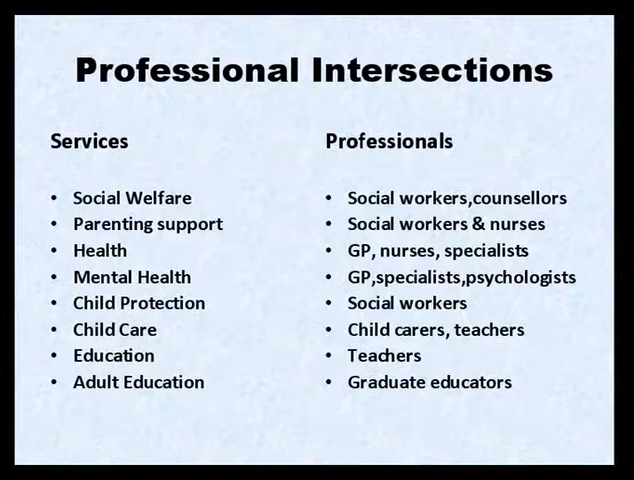 Professional Intersections
Services
Social Welfare
Parenting support
Health
Mental Health
Child Protection
Child Care
Education
Adult Education
Professionals
Social workers,counsellors
Social workers & nurses
GP, nurses, specialists
GP,specialists,psychologists
Social workers
Child carers, teachers
Teachers
Graduate educators